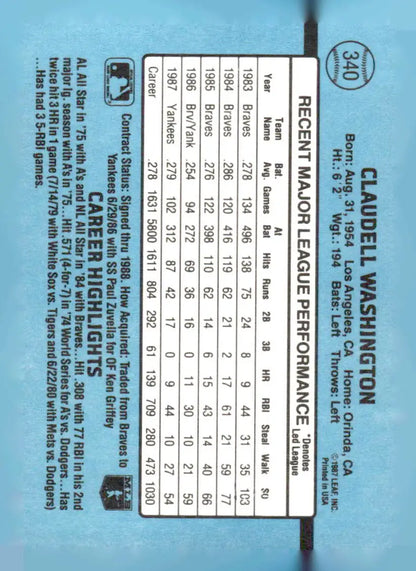 340
CLAUDELL WASHINGTON
©1987 LEAF, INC.
Printed in USA
Born: Aug. 31, 1954 Los Angeles, CA Home: Orinda, CA
Ht.: 6' 2" Wgt.: 194 Bats: Left Throws: Left
RECENT MAJOR LEAGUE PERFORMANCE *Denotes Led League
Year Team Name Bat. Avg. Games At Bat Hits Runs 2B 3B HR RBI Steal Walk SO
1983 Braves .278 134 496 138 75 24 8 9 44 31 35 103
1984 Braves .286 120 416 119 62 21 2 17 61 21 59 77
1985 Braves .276 122 398 110 62 14 6 15 43 14 40 66
1986 Brv/Yank .254 94 272 69 36 16 0 11 30 10 21 59
1987 Yankees .279 102 312 87 42 17 0 9 44 10 27 54
Career .278 1631 5800 1611 804 292 61 139 709 280 473 1030
Contract Status: Signed thru 1988. How Acquired: Traded from Braves to
Yankees 6/29/86 with SS Paul Zuvella for OF Ken Griffey
CAREER HIGHLIGHTS
MLB
AL All Star in '75 with A's and NL All Star in '84 with Braves...Hit .308 with 77 RBI in his 2nd
major lg. season with A's in '75...Hit .571 (4-for-7) in '74 World Series for A's vs. Dodgers...Has
twice hit 3 HR in 1 game (7/14/79 with White Sox vs. Tigers and 6/22/80 with Mets vs. Dodgers)
...Has had 3 5-RBI games.